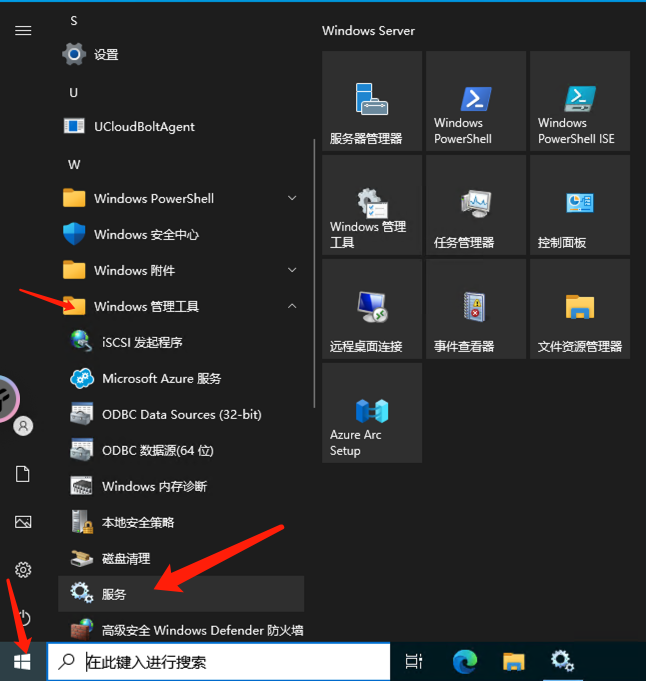 S
设置
U
UCloudBoltAgent
W
Windows PowerShell
Windows 安全中心
Windows 附件
Windows 管理工具
iSCSI 发起程序
Microsoft Azure 服务
ODBC Data Sources (32-bit)
ODBC 数据源(64 位)
Windows 内存诊断
本地安全策略
磁盘清理
服务
高级安全 Windows Defender 防火墙
Windows Server
服务器管理器
Windows
PowerShell
Windows
PowerShell ISE
Windows 管理
工具
任务管理器
控制面板
远程桌面连接
事件查看器
文件资源管理器
Azure Arc
Setup
在此键入进行搜索